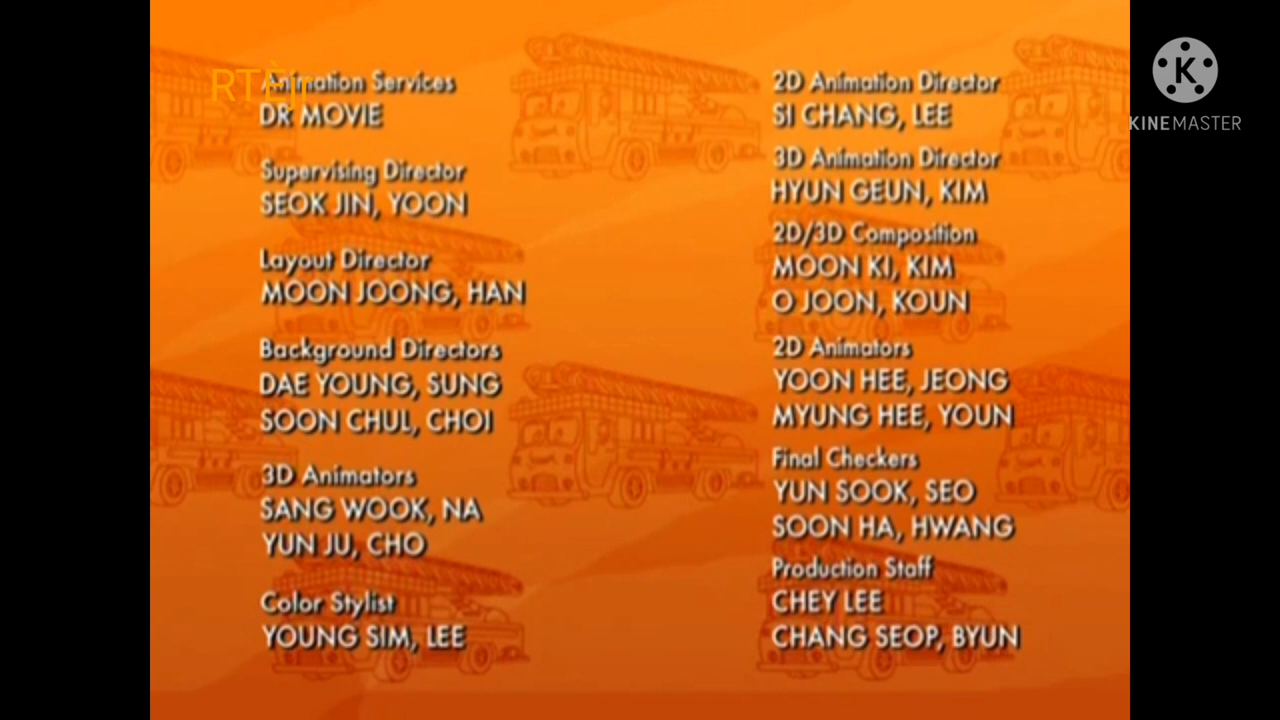 RTÉjr
Animation Services
DR MOVIE
Supervising Director
SEOK JIN, YOON
Layout Director
MOON JOONG, HAN
Background Directors
DAE YOUNG, SUNG
SOON CHUL, CHOI
3D Animators
SANG WOOK, NA
YUN JU, CHO
Color Stylist
YOUNG SIM, LEE
2D Animation Director
SI CHANG, LEE
3D Animation Director
HYUN GEUN, KIM
2D/3D Composition
MOON KI, KIM
O JOON, KOUN
2D Animators
YOON HEE, JEONG
MYUNG HEE, YOUN
Final Checkers
YUN SOOK, SEO
SOON HA, HWANG
Production Staff
CHEY LEE
CHANG SEOP, BYUN
K
KINEMASTER